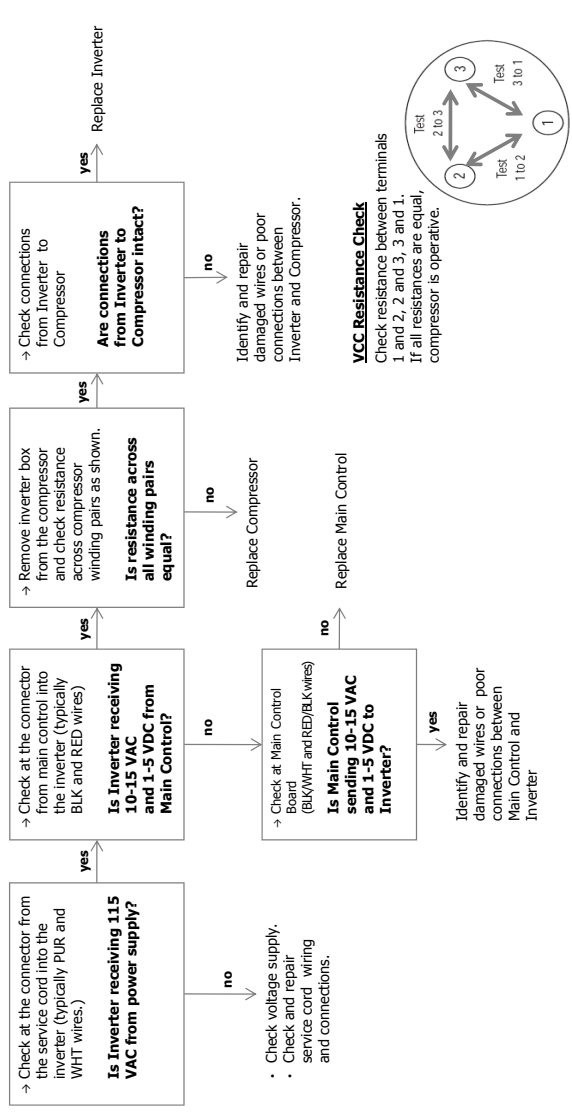 → Check at the connector from
the service cord into the
inverter (typically PUR and
WHT wires.)
Is Inverter receiving 115
VAC from power supply?
no
• Check voltage supply.
• Check and repair
service cord wiring
and connections.
yes
→ Check at the connector
from main control into
the inverter (typically
BLK and RED wires)
Is Inverter receiving
10-15 VAC
and 1-5 VDC from
Main Control?
no
→ Check at Main Control
Board
(BLK/WHT and RED/BLK wires)
Is Main Control
sending 10-15 VAC
and 1-5 VDC to
Inverter?
no
Replace Main Control
yes
Identify and repair
damaged wires or poor
connections between
Main Control and
Inverter
yes
→ Remove inverter box
from the compressor
and check resistance
across compressor
winding pairs as shown.
Is resistance across
all winding pairs
equal?
no
Replace Compressor
yes
→ Check connections
from Inverter to
Compressor
Are connections
from Inverter to
Compressor intact?
yes
Replace Inverter
no
Identify and repair
damaged wires or poor
connections between
Inverter and Compressor.
VCC Resistance Check
Check resistance between terminals
1 and 2, 2 and 3, 3 and 1.
If all resistances are equal,
compressor is operative.
Test
2 to 3
2
3
Test
1 to 2
Test
3 to 1
1